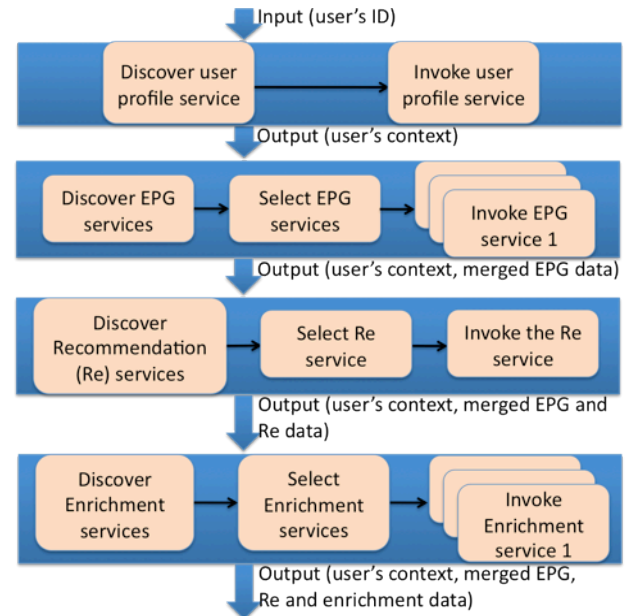 Input (user's ID)
Discover user
profile service
Invoke user
profile service
Output (user's context)
Discover EPG
services
Select EPG
services
Invoke EPG
service 1
Output (user's context, merged EPG data)
Discover
Recommendation
(Re) services
Select Re
service
Invoke the Re
service
Output (user's context, merged EPG and
Re data)
Discover
Enrichment
services
Select
Enrichment
services
Invoke
Enrichment
service 1
Output (user's context, merged EPG,
Re and enrichment data)